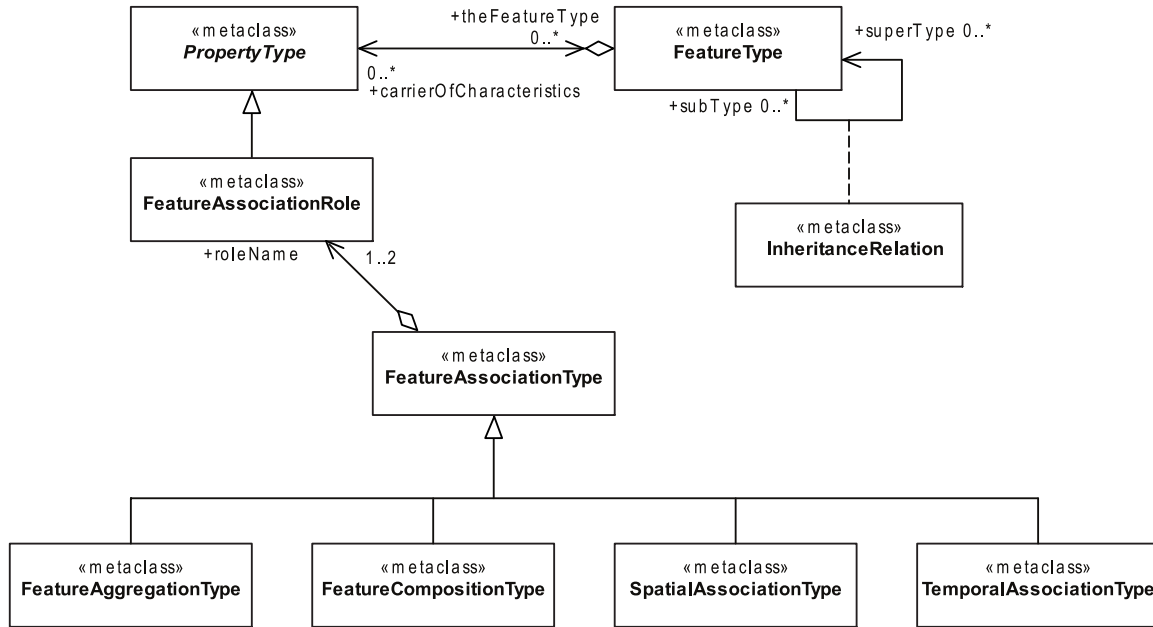 «metaclass»
PropertyType
+theFeatureType
0..*
0..*
+carrierOfCharacteristics
«metaclass»
FeatureType
+superType 0..*
+subType 0..*
«metaclass»
FeatureAssociationRole
«metaclass»
InheritanceRelation
+roleName
1..2
«metaclass»
FeatureAssociationType
«metaclass»
FeatureAggregationType
«metaclass»
FeatureCompositionType
«metaclass»
SpatialAssociationType
«metaclass»
TemporalAssociationType